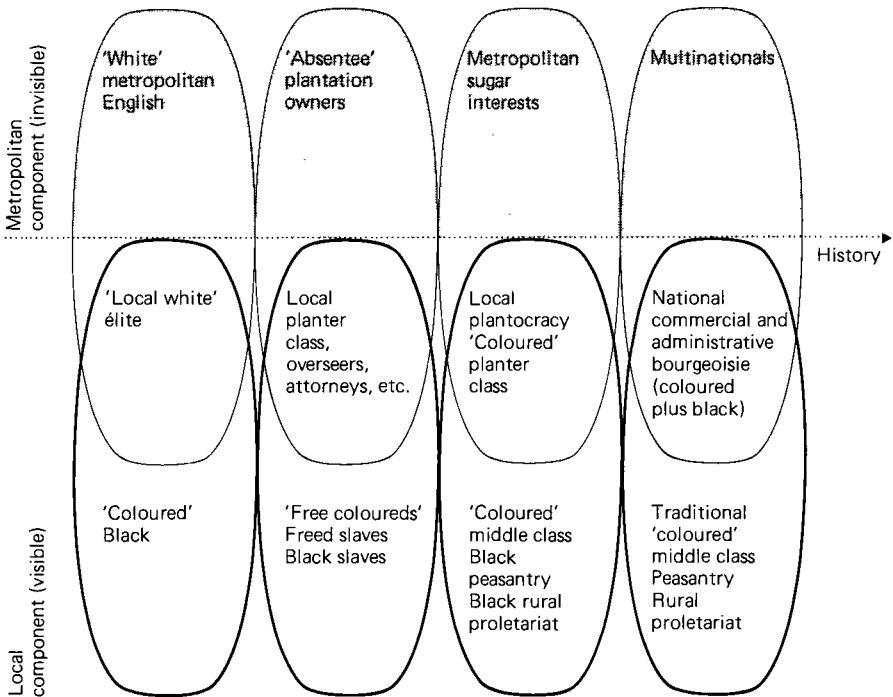 Metropolitan
component (invisible)
'White'
metropolitan
English
'Absentee'
plantation
owners
Metropolitan
sugar
interests
Multinationals
History
'Local white'
élite
Local
planter
class,
overseers,
attorneys, etc.
Local
plantocracy
'Coloured'
planter
class
National
commercial and
administrative
bourgeoisie
(coloured
plus black)
Local
component (visible)
'Coloured'
Black
'Free coloureds'
Freed slaves
Black slaves
'Coloured'
middle class
Black
peasantry
Black rural
proletariat
Traditional
'coloured'
middle class
Peasantry
Rural
proletariat